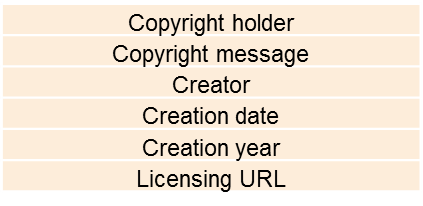 Copyright holder
Copyright message
Creator
Creation date
Creation year
Licensing URL